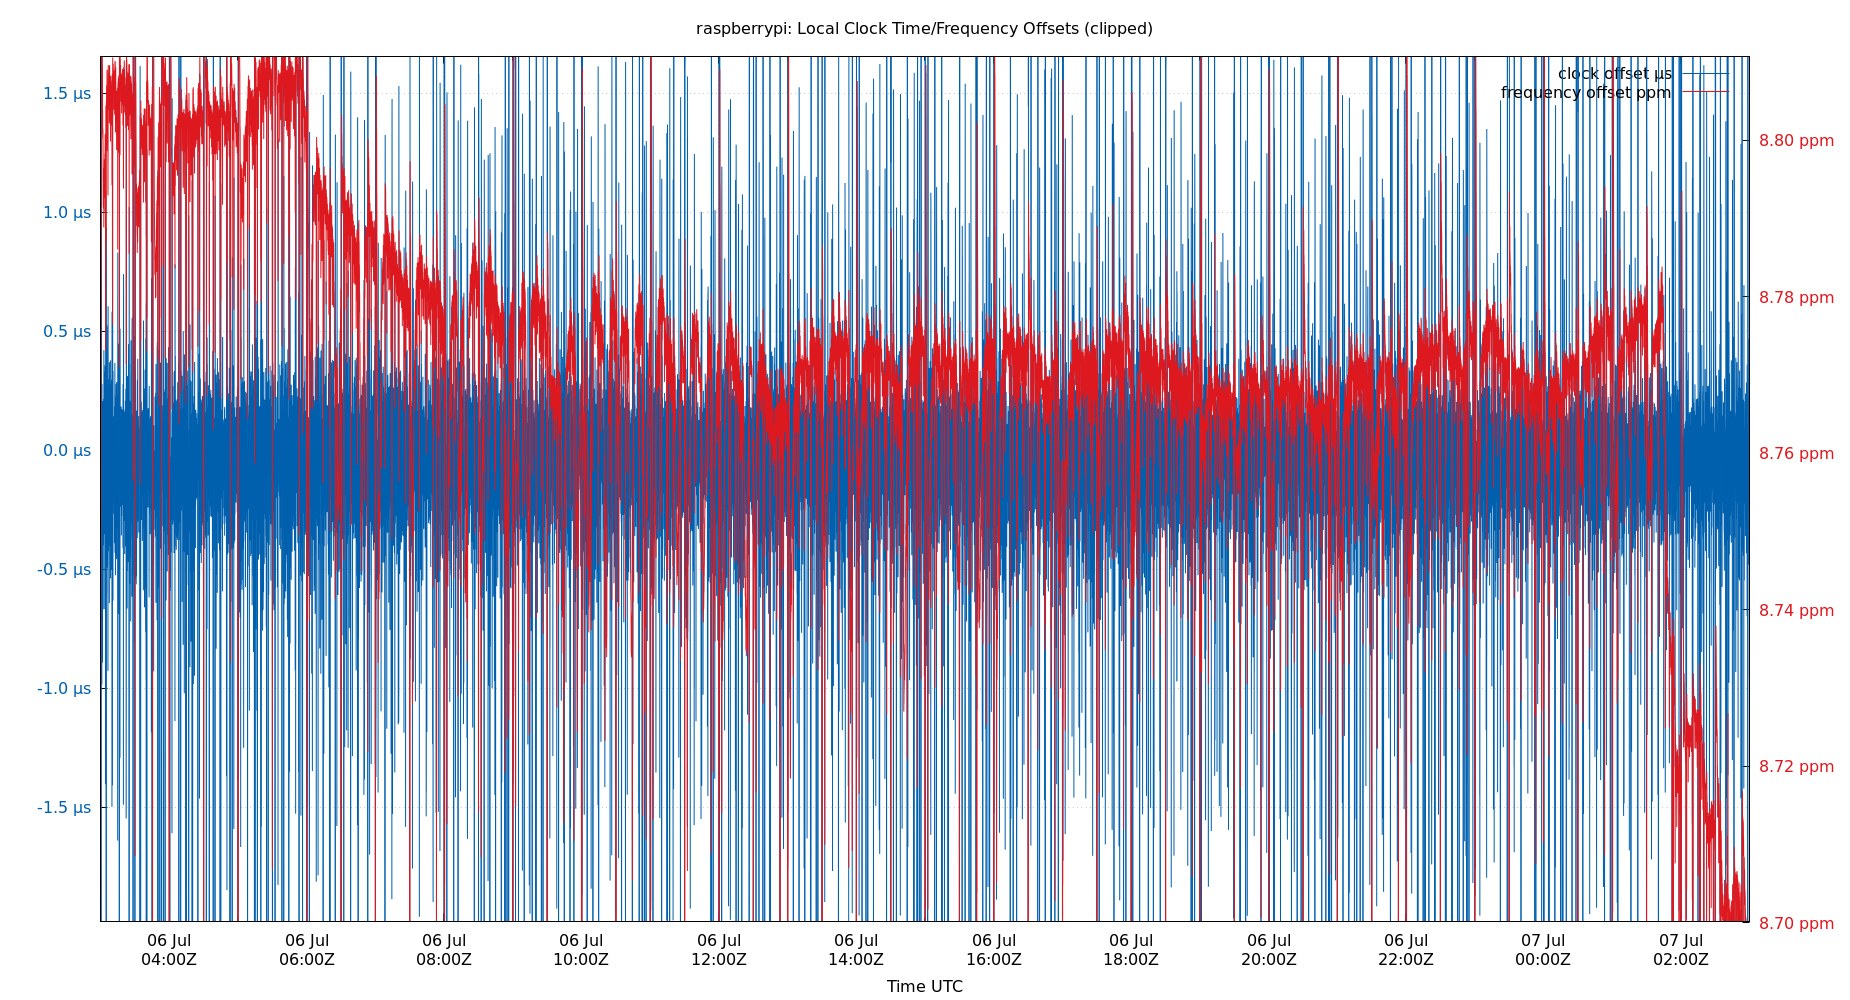 raspberrypi: Local Clock Time/Frequency Offsets (clipped)
clock offset µs
frequency offset ppm
1.5 µs
1.0 µs
0.5 µs
0.0 µs
-0.5 µs
-1.0 µs
-1.5 µs
8.80 ppm
8.78 ppm
8.76 ppm
8.74 ppm
8.72 ppm
8.70 ppm
06 Jul 06 Jul 06 Jul 06 Jul 06 Jul 06 Jul 06 Jul 06 Jul 06 Jul 06 Jul 07 Jul 07 Jul
04:00Z 06:00Z 08:00Z 10:00Z 12:00Z 14:00Z 16:00Z 18:00Z 20:00Z 22:00Z 00:00Z 02:00Z
Time UTC